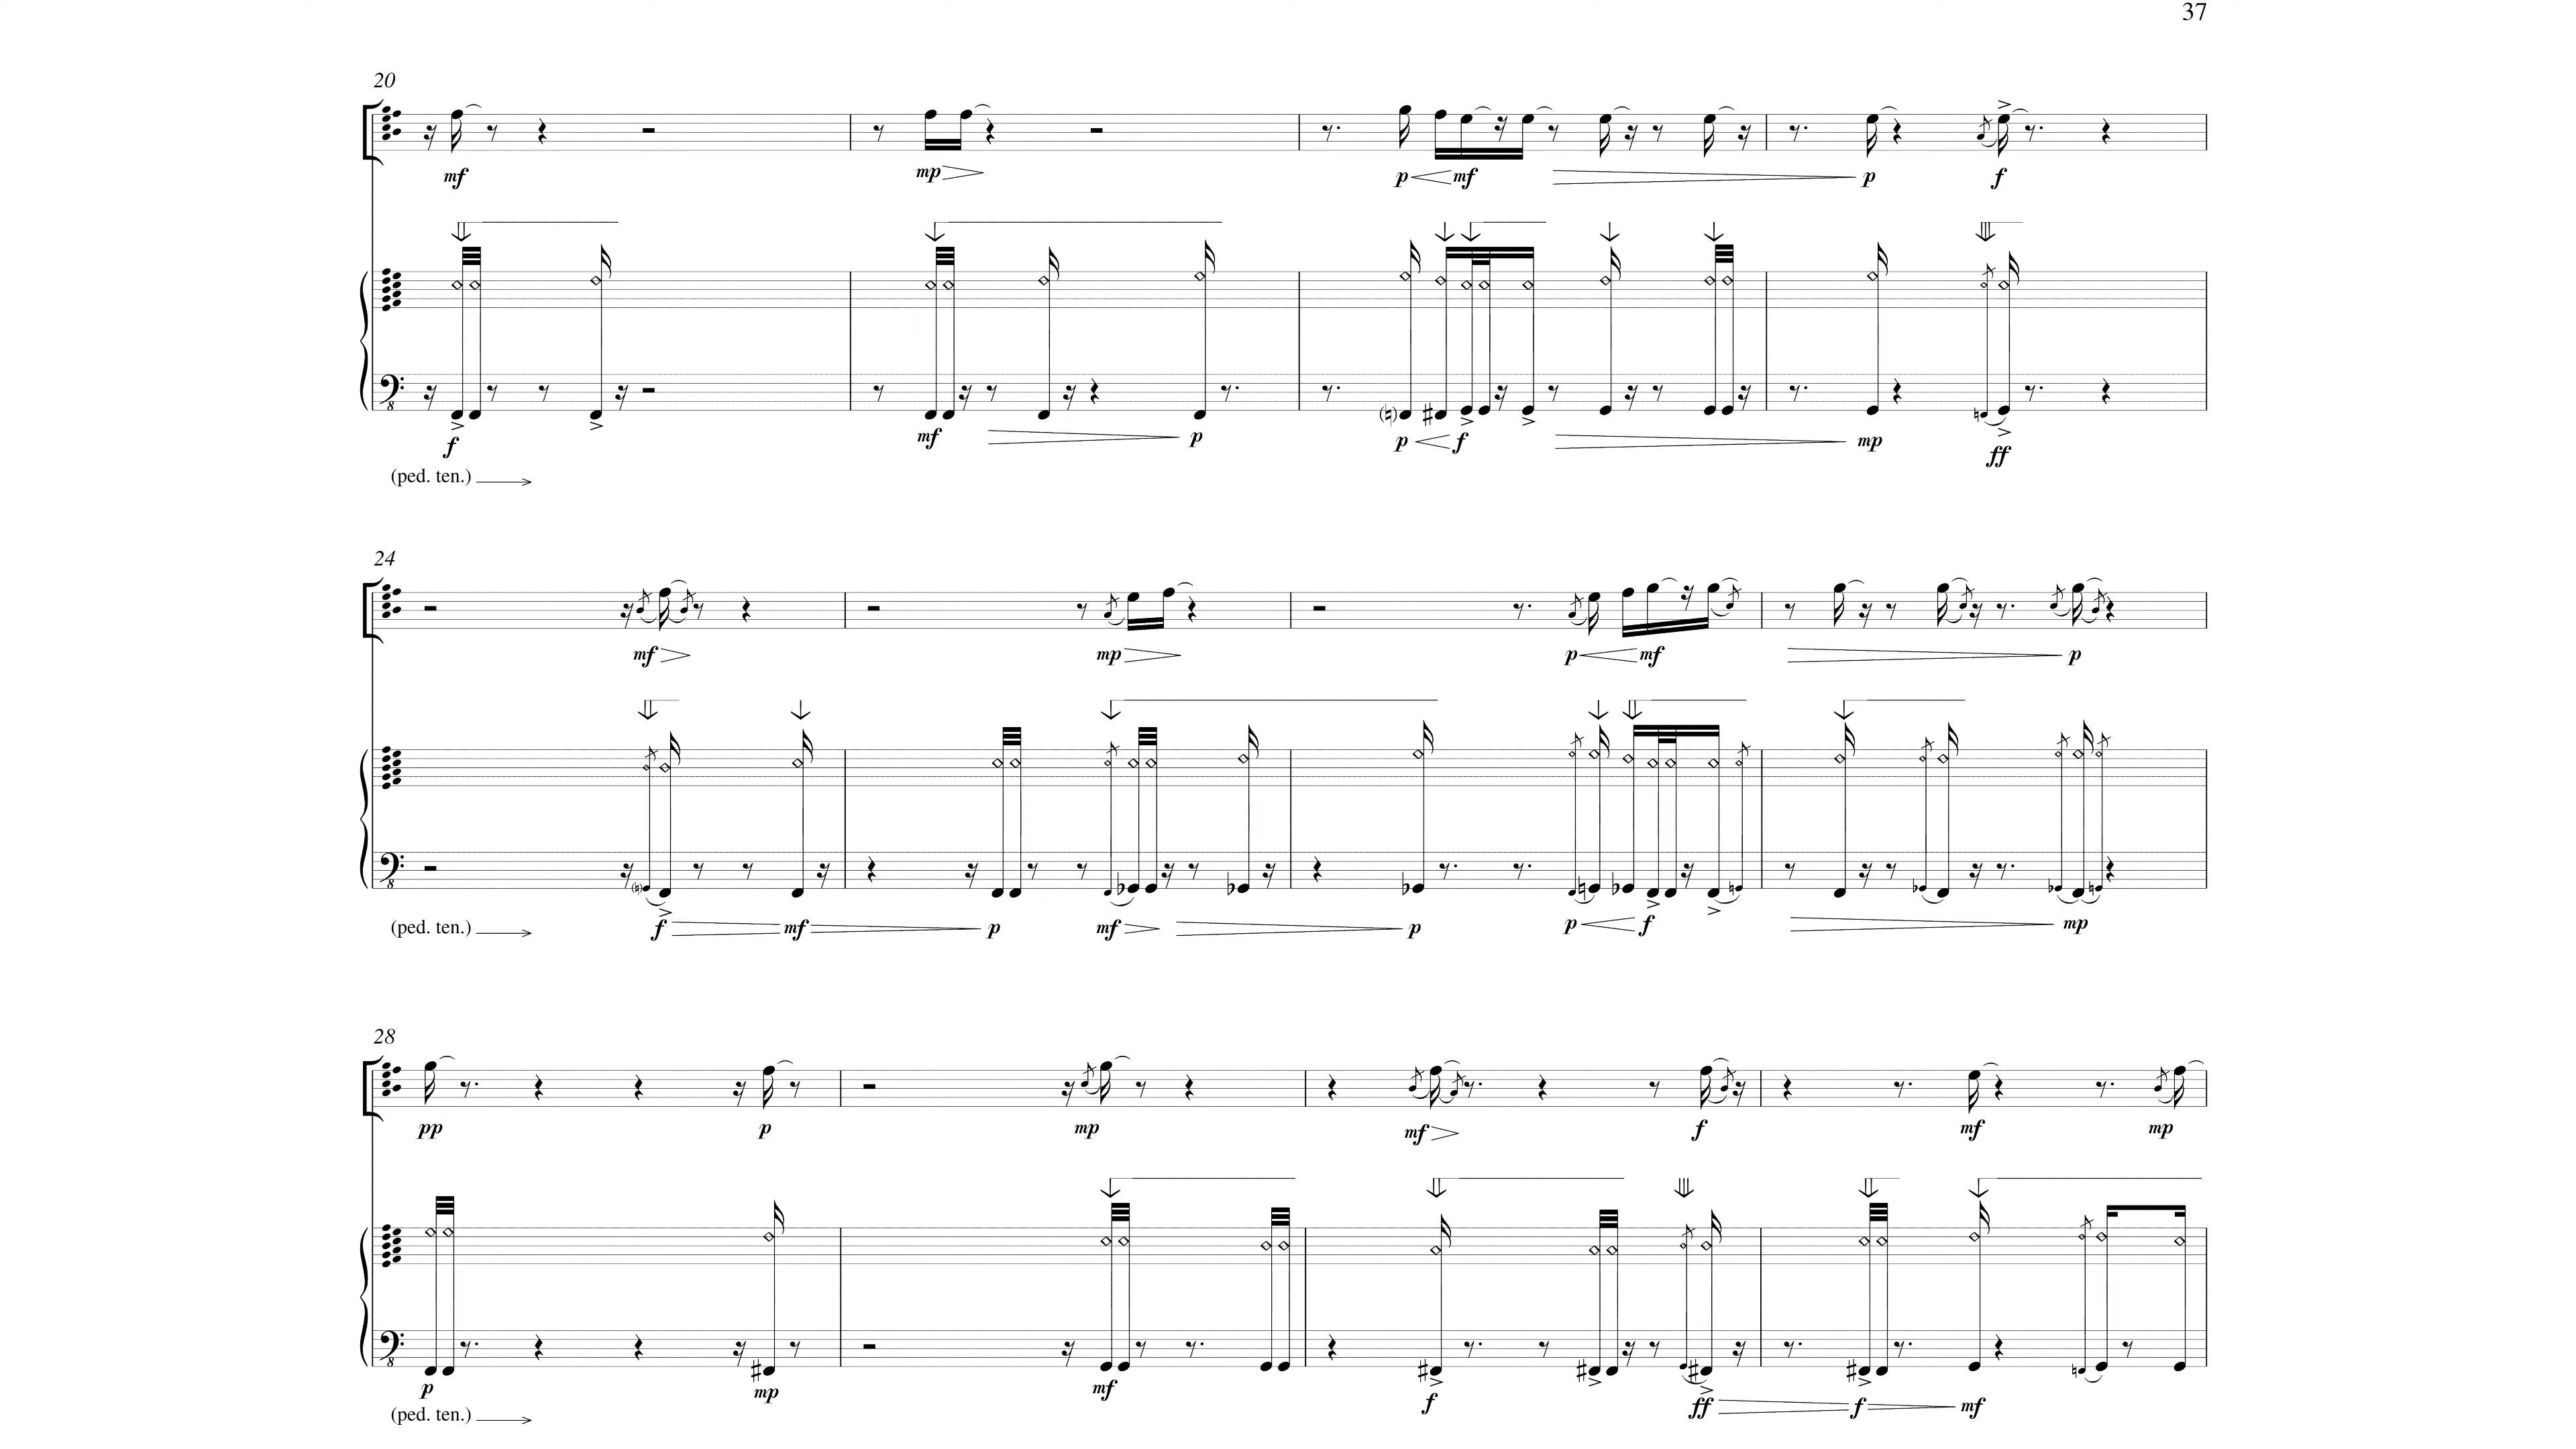 37
20
mf mp p mf p f
f mf p p f mp ff
(ped. ten.)
24
mf mp p mf p
f mf p mf p p f mp
(ped. ten.)
28
pp p mp mf f mf mp
p mp mf f ff f mf
(ped. ten.)